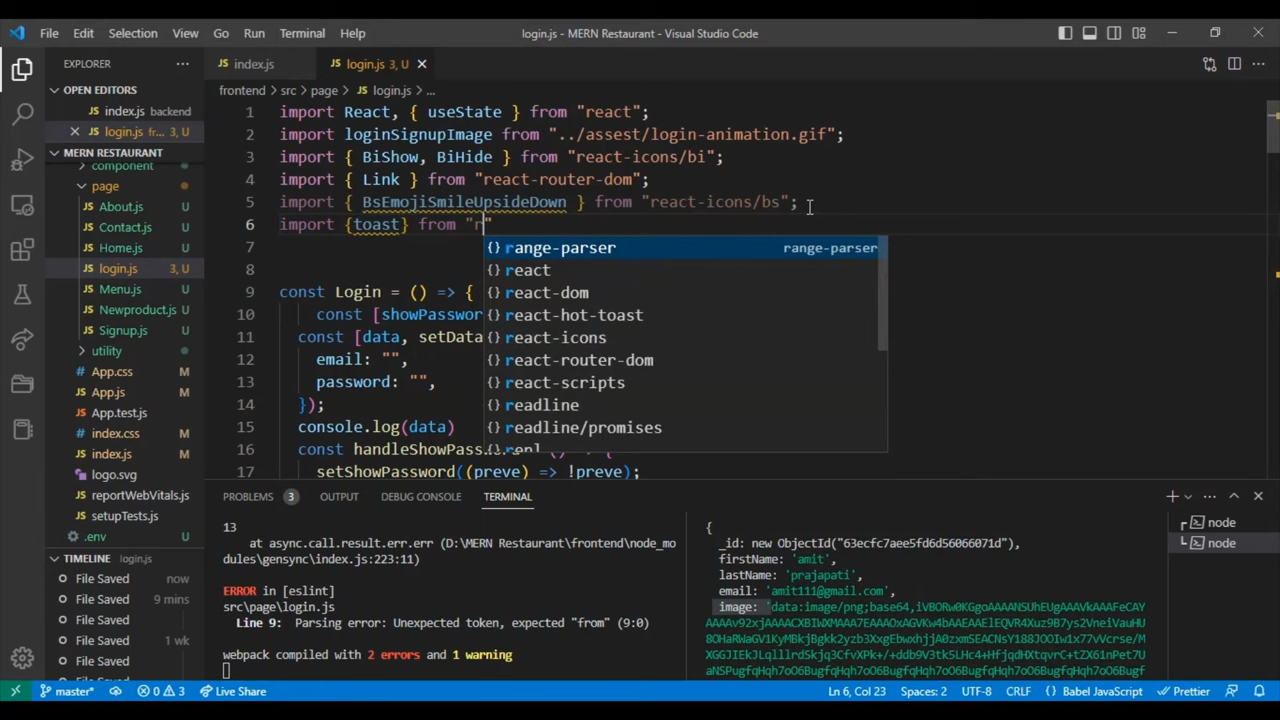 File Edit Selection View Go Run Terminal Help login.js - MERN Restaurant - Visual Studio Code
EXPLORER
OPEN EDITORS
JS index.js backend
JS login.js fr... 3, U
MERN RESTAURANT
component
page
JS About.js U
JS Contact.js U
JS Home.js U
JS login.js 3, U
JS Menu.js U
JS Newproduct.js U
JS Signup.js U
utility
App.css M
JS App.js M
App.test.js
index.css M
JS index.js M
logo.svg
reportWebVitals.js
setupTests.js
.env U
TIMELINE login.js
File Saved now
File Saved 9 mins
File Saved
File Saved 1 wk
File Saved
JS index.js JS login.js 3, U
frontend > src > page > JS login.js > ...
1 import React, { useState } from "react";
2 import loginSignupImage from "../assest/login-animation.gif";
3 import { BiShow, BiHide } from "react-icons/bi";
4 import { Link } from "react-router-dom";
5 import { BsEmojiSmileUpsideDown } from "react-icons/bs";
6 import {toast} from "r"
7
8
9 const Login = () => {
10 const [showPasswor
11 const [data, setData
12 email: "",
13 password: "",
14 });
15 console.log(data)
16 const handleShowPass
17 setShowPassword((preve) => !preve);
{} range-parser range-parser
{} react
{} react-dom
{} react-hot-toast
{} react-icons
{} react-router-dom
{} react-scripts
{} readline
{} readline/promises
{} repl
PROBLEMS 3 OUTPUT DEBUG CONSOLE TERMINAL
13
at async.call.result.err.err (D:\MERN Restaurant\frontend\node_mo
dules\gensync\index.js:223:11)
ERROR in [eslint]
src\page\login.js
Line 9: Parsing error: Unexpected token, expected "from" (9:0)
webpack compiled with 2 errors and 1 warning
{
_id: new ObjectId("63ecfc7aee5fd6d56066071d"),
firstName: 'amit',
lastName: 'prajapati',
email: 'amit111@gmail.com',
image: 'data:image/png;base64,
node
node
master* 0 3 Live Share Ln 6, Col 23 Spaces: 2 UTF-8 CRLF {} Babel JavaScript Prettier